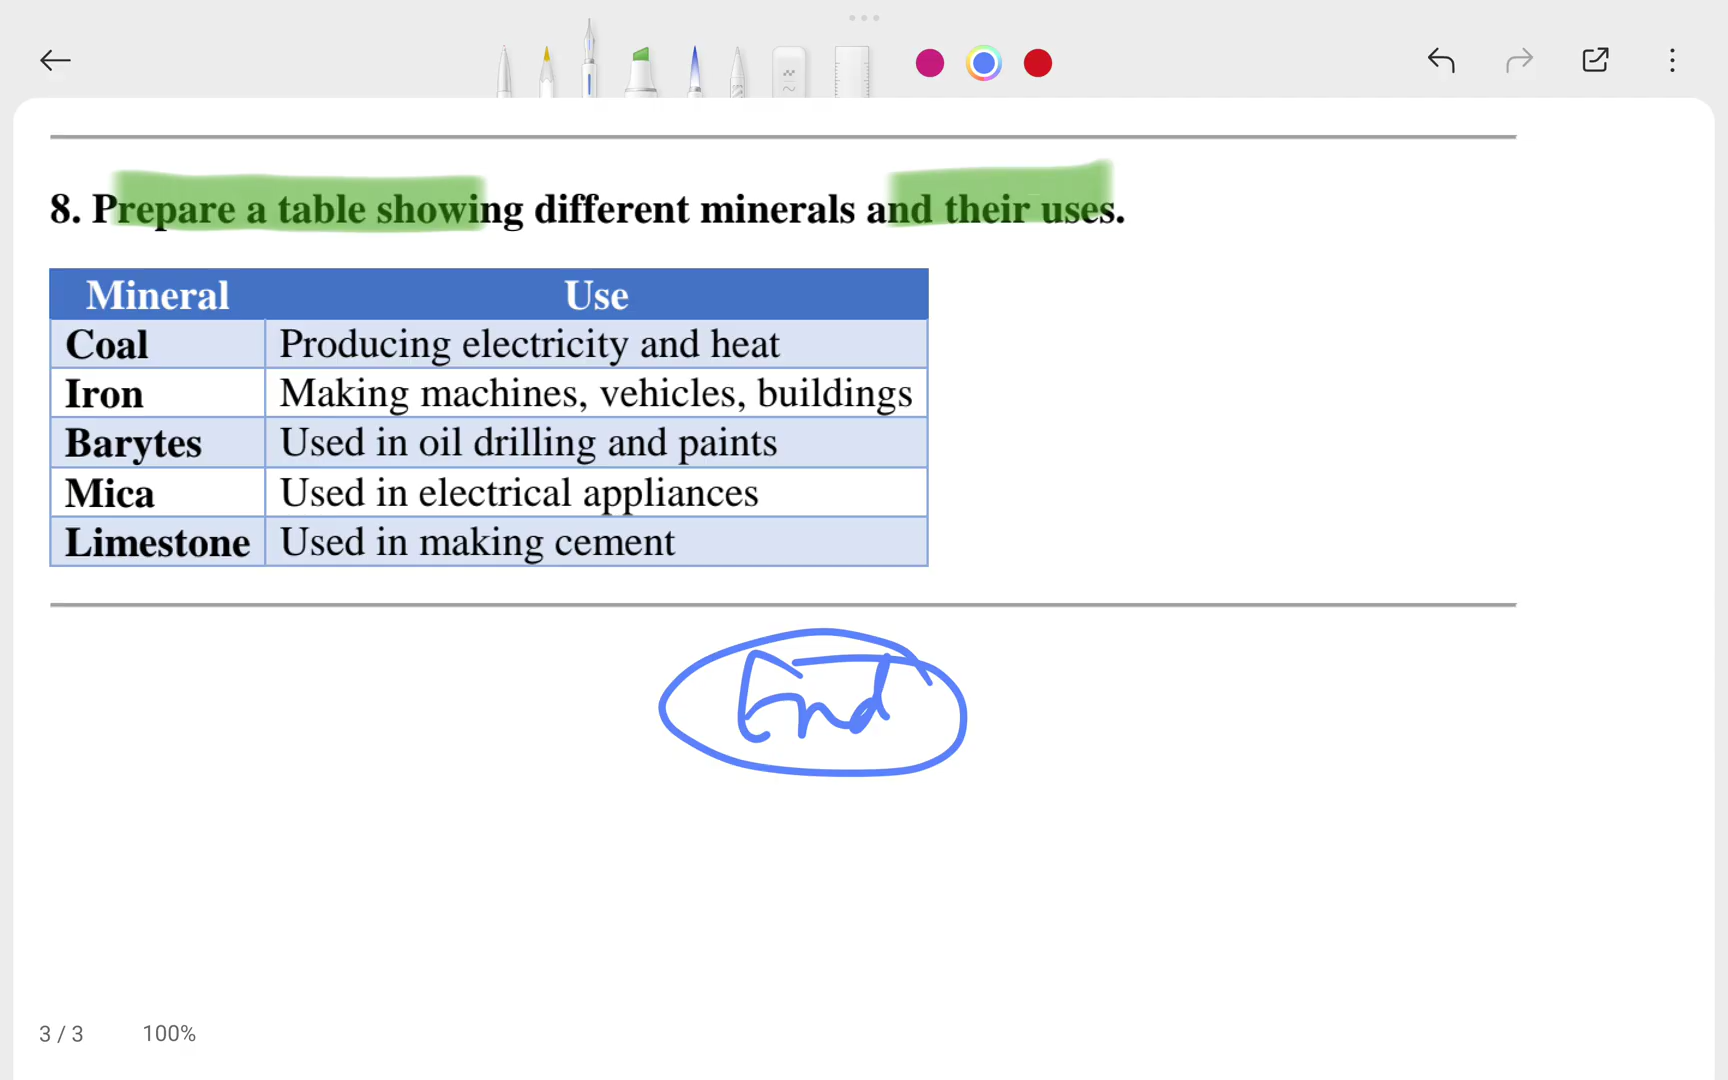 8. Prepare a table showing different minerals and their uses.
Mineral Use
Coal Producing electricity and heat
Iron Making machines, vehicles, buildings
Barytes Used in oil drilling and paints
Mica Used in electrical appliances
Limestone Used in making cement
End
3 / 3 100%